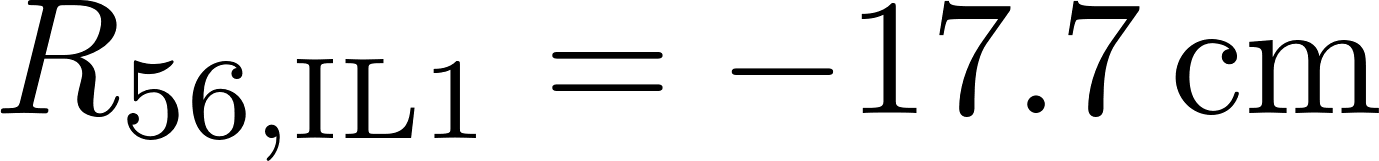 R_{56,IL1} = −17.7 cm